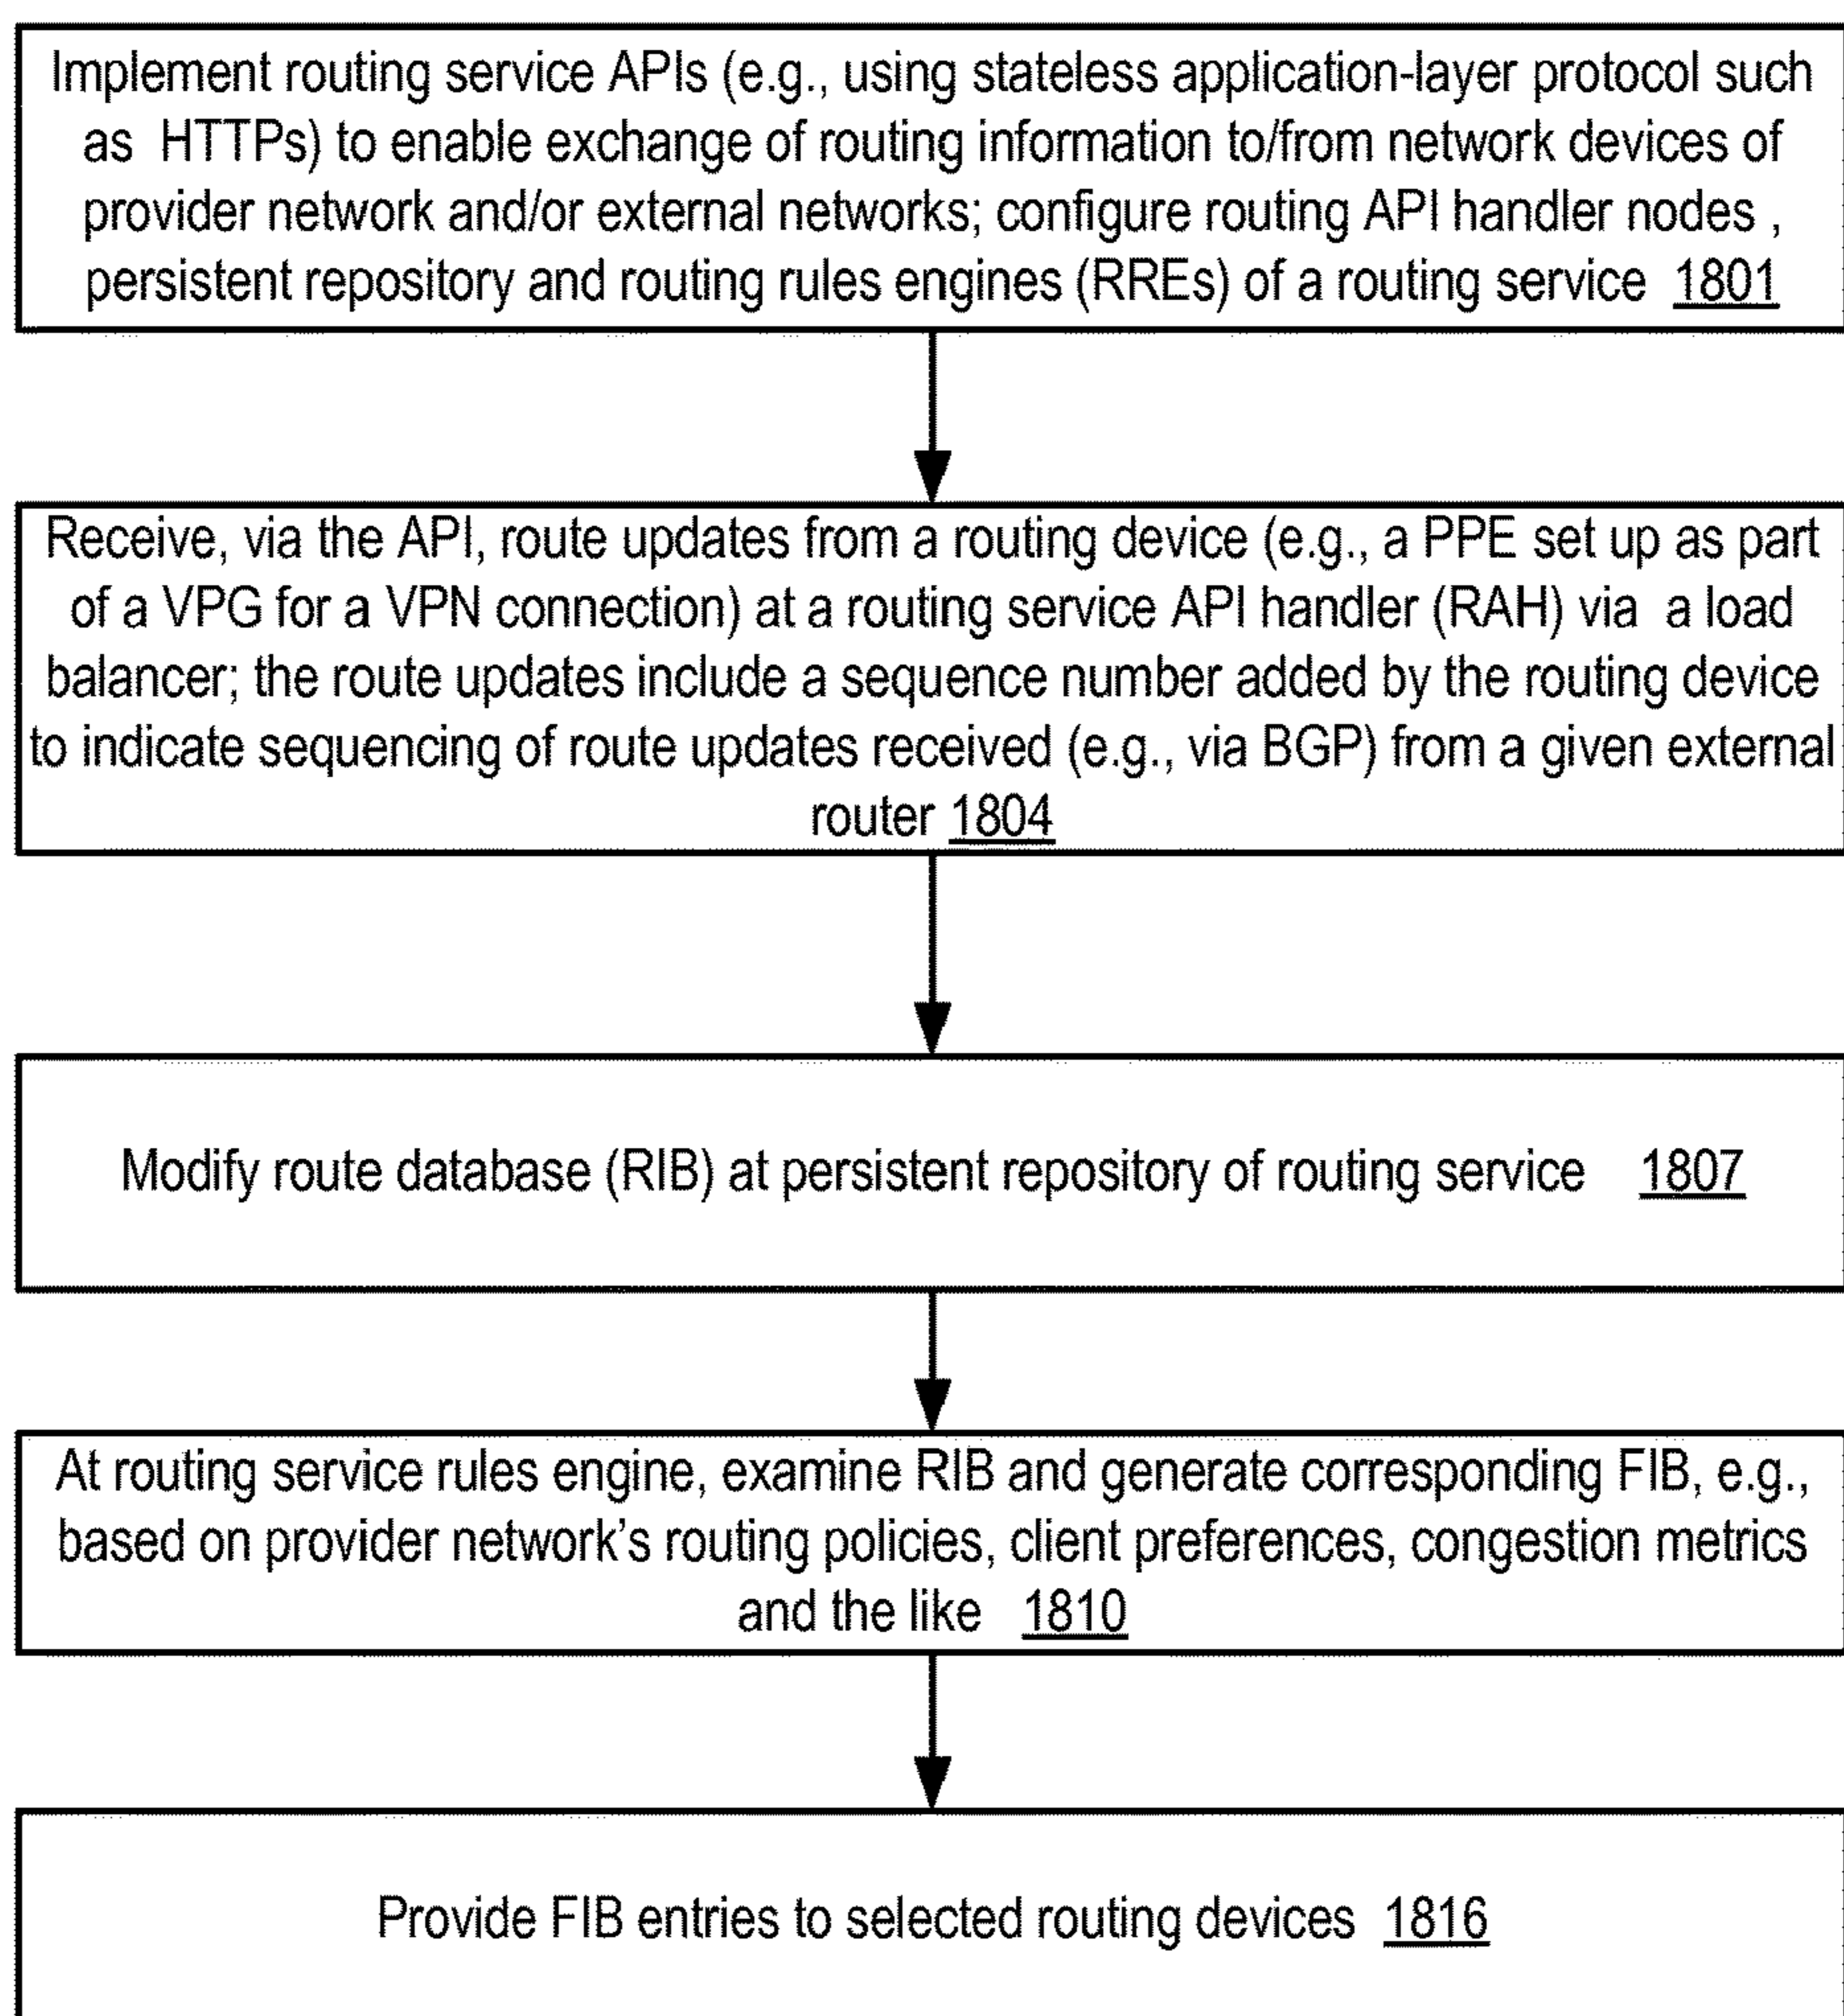 Implement routing service APIs (e.g., using stateless application-layer protocol such
as HTTPs) to enable exchange of routing information to/from network devices of
provider network and/or external networks; configure routing API handler nodes ,
persistent repository and routing rules engines (RREs) of a routing service 1801
Receive, via the API, route updates from a routing device (e.g., a PPE set up as part
of a VPG for a VPN connection) at a routing service API handler (RAH) via a load
balancer; the route updates include a sequence number added by the routing device
to indicate sequencing of route updates received (e.g., via BGP) from a given external
router 1804
Modify route database (RIB) at persistent repository of routing service 1807
At routing service rules engine, examine RIB and generate corresponding FIB, e.g.,
based on provider network's routing policies, client preferences, congestion metrics
and the like 1810
Provide FIB entries to selected routing devices 1816